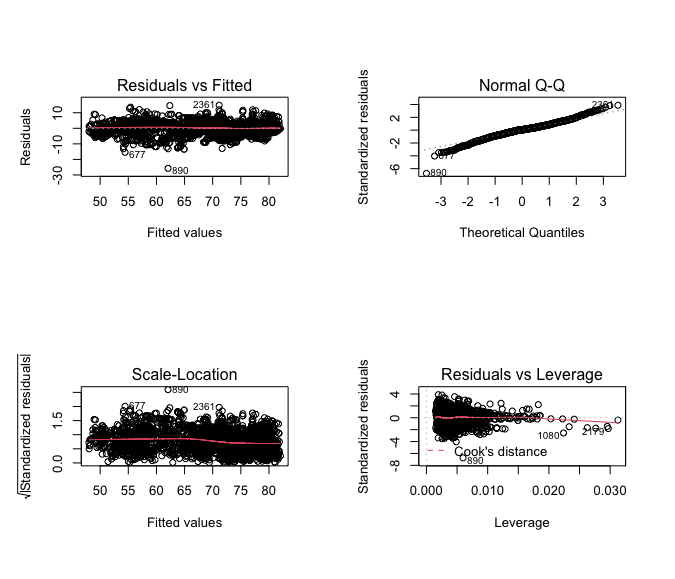 Residuals vs Fitted
Residuals
-30
-10
10
2361
677
890
50 55 60 65 70 75 80
Fitted values
Normal Q-Q
Standardized residuals
-6
-2
2
2361
677
890
-3 -2 -1 0 1 2 3
Theoretical Quantiles
Scale-Location
√|Standardized residuals|
0.0
1.5
890
677
2361
50 55 60 65 70 75 80
Fitted values
Residuals vs Leverage
Standardized residuals
-8
-4
0
4
1080
2179
Cook's distance
890
0.000 0.010 0.020 0.030
Leverage